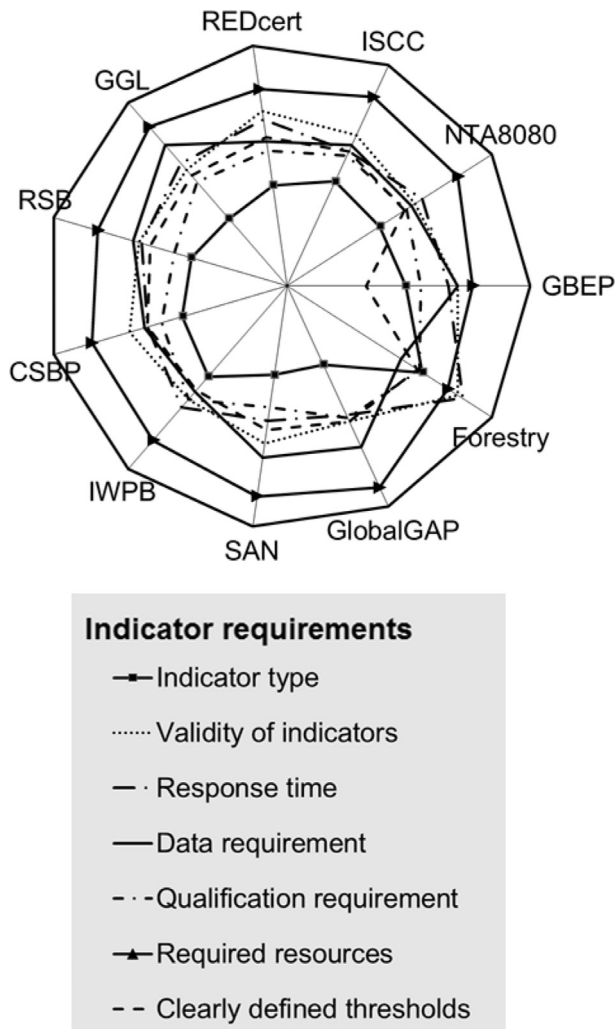 REDcert
ISCC
GGL
NTA8080
RSB
GBEP
CSBP
Forestry
IWPB
GlobalGAP
SAN
Indicator requirements
Indicator type
Validity of indicators
Response time
Data requirement
Qualification requirement
Required resources
Clearly defined thresholds